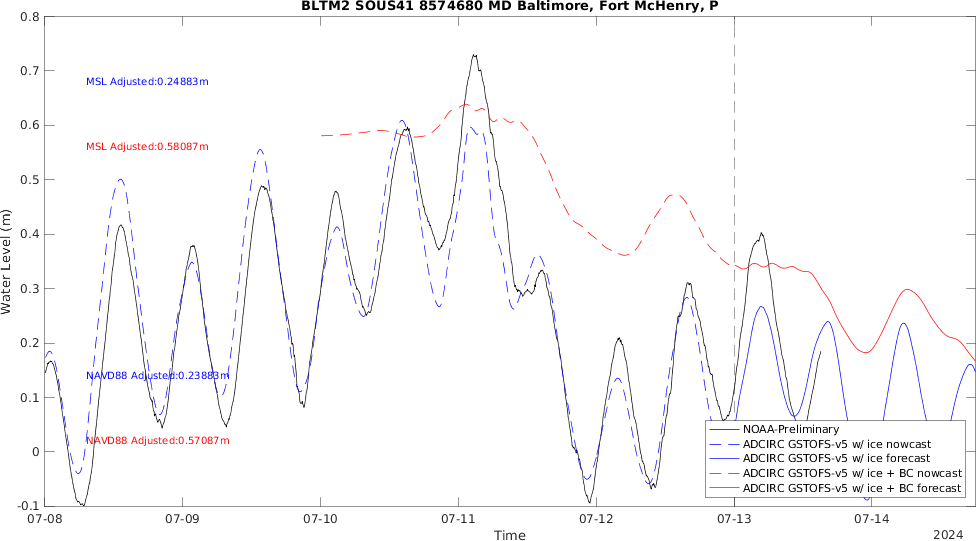 BLTM2 SOUS41 8574680 MD Baltimore, Fort McHenry, P
0.8
0.7
0.6
0.5
0.4
0.3
0.2
0.1
0
-0.1
Water Level (m)
MSL Adjusted:0.24883m
MSL Adjusted:0.58087m
NAVD88 Adjusted:0.23883m
NAVD88 Adjusted:0.57087m
NOAA-Preliminary
ADCIRC GSTOFS-v5 w/ ice nowcast
ADCIRC GSTOFS-v5 w/ ice forecast
ADCIRC GSTOFS-v5 w/ ice + BC nowcast
ADCIRC GSTOFS-v5 w/ ice + BC forecast
07-08 07-09 07-10 07-11 07-12 07-13 07-14
Time
2024